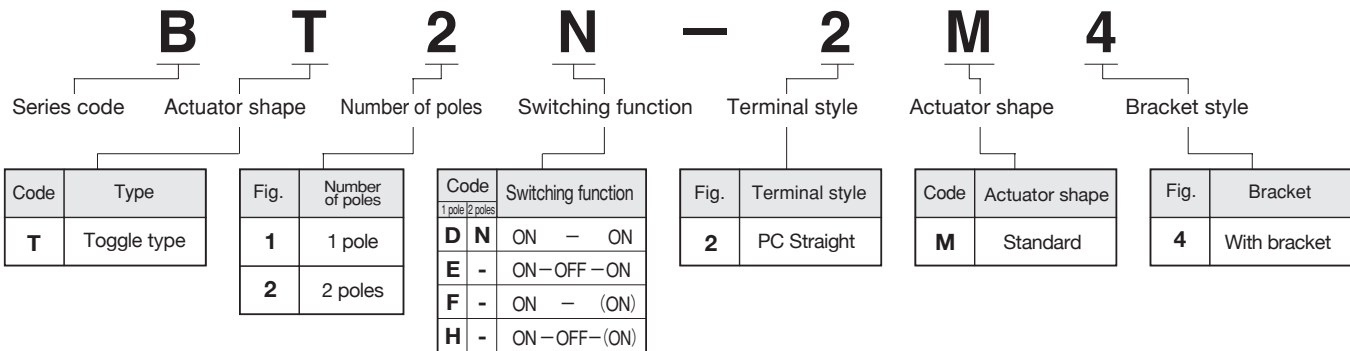 B T 2 N － 2 M 4
Series code Actuator shape Number of poles Switching function Terminal style Actuator shape Bracket style
Code Type
T Toggle type
Fig. Number of poles
1 1 pole
2 2 poles
Code Switching function
1 pole 2 poles
D N ON － ON
E - ON－OFF－ON
F - ON － (ON)
H - ON－OFF－(ON)
Fig. Terminal style
2 PC Straight
Code Actuator shape
M Standard
Fig. Bracket
4 With bracket